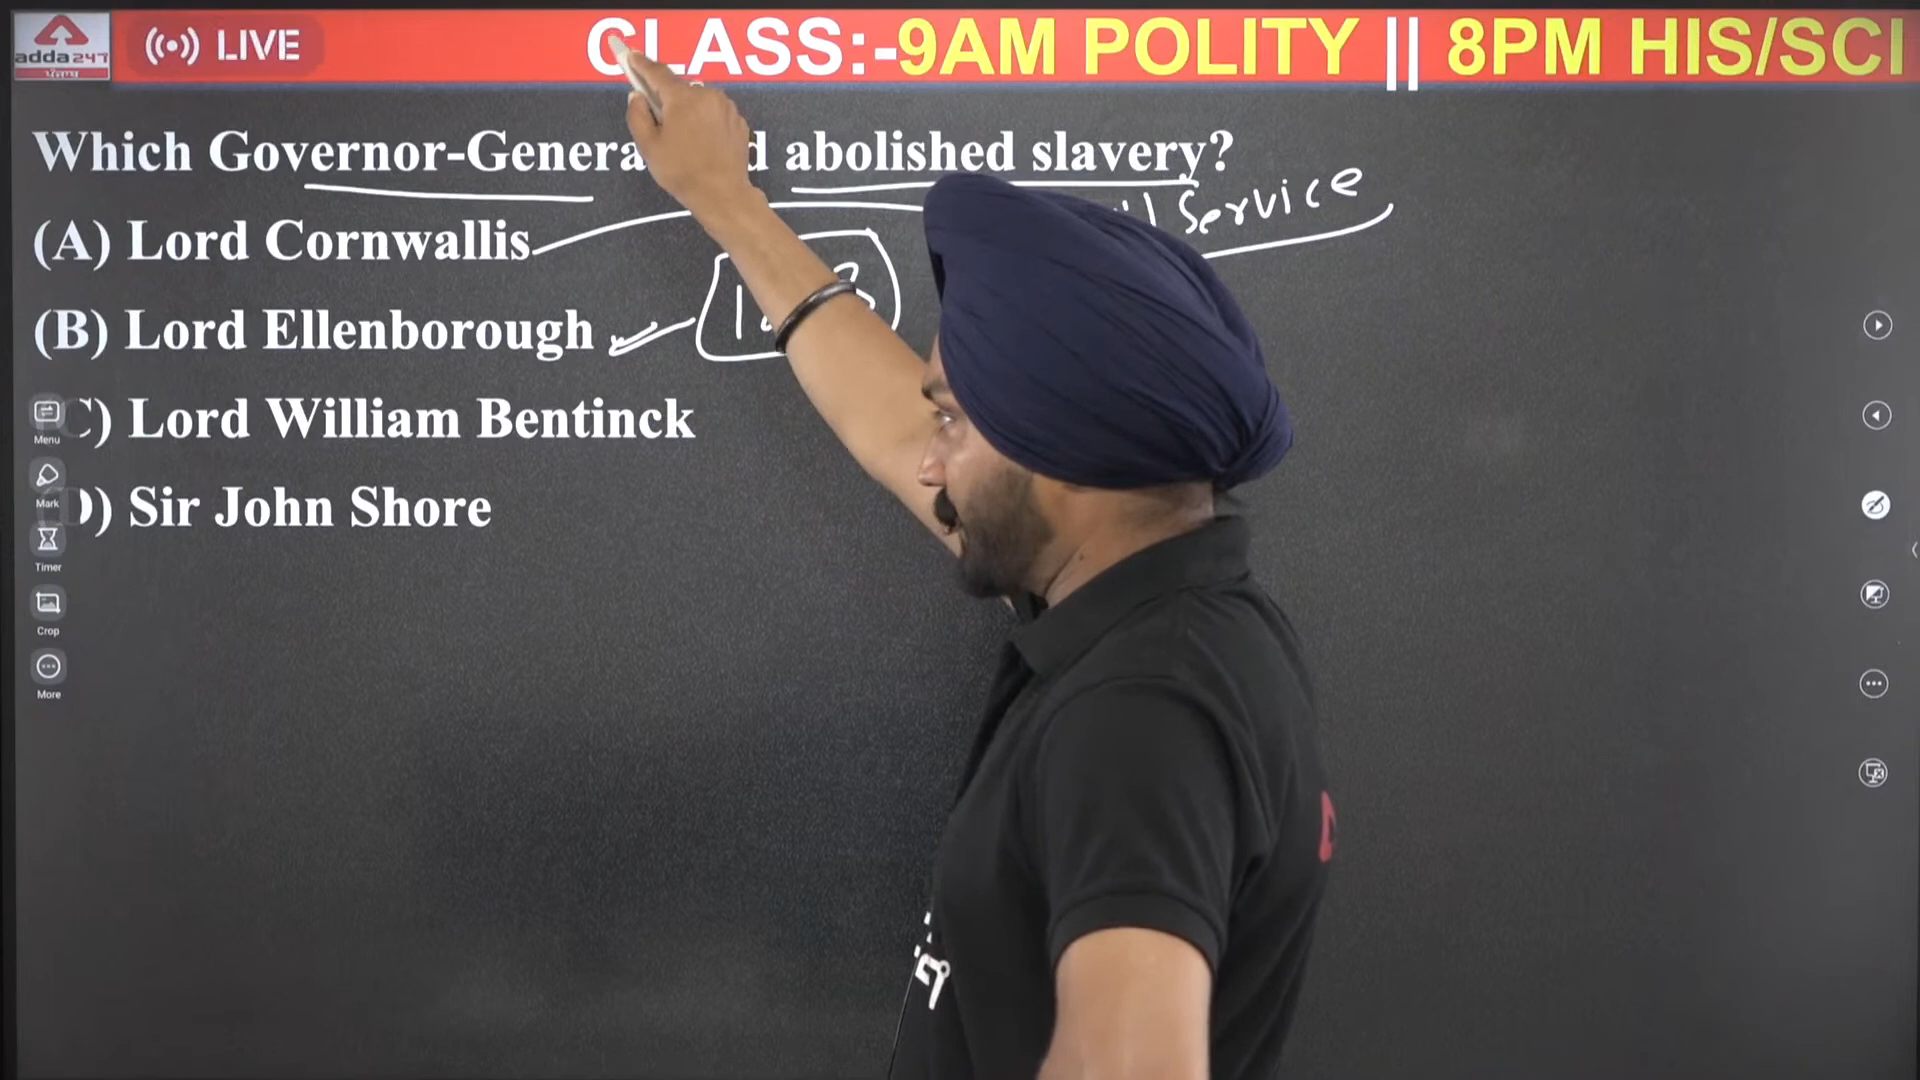 adda247
ਪੰਜਾਬ
LIVE
CLASS:-9AM POLITY || 8PM HIS/SCI
Which Governor-Genera abolished slavery?
Service
(A) Lord Cornwallis
(B) Lord Ellenborough
C) Lord William Bentinck
D) Sir John Shore
Menu
Mark
Timer
Crop
More